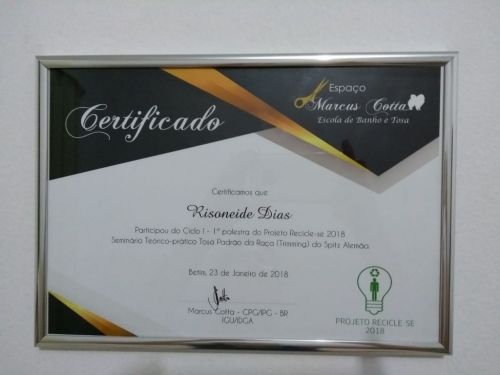 Espaço
Marcus Cotta
Escola de Banho e Tosa
Certificado
Certificamos que
Risoneide Dias
Participou do Ciclo I - 1ª palestra do Projeto Recicle-se 2018
Seminário Teórico-prático Tosa Padrão da Raça (Trimming) do Spitz Alemão.
Betim, 23 de Janeiro de 2018
Marcus Cotta - CPG/IPG - BR
IGU/IDGA
PROJETO RECICLE-SE
2018